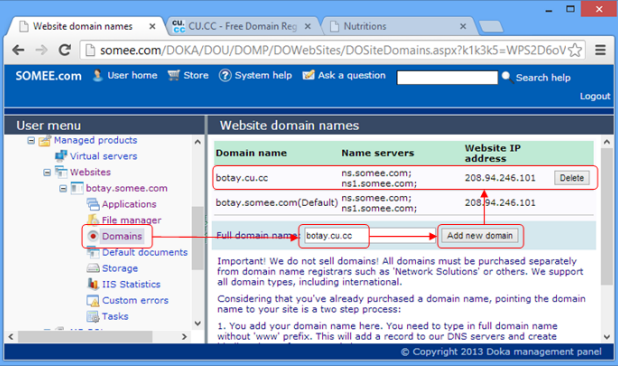 Website domain names
CU.CC - Free Domain Reg
Nutritions
somee.com/DOKA/DOU/DOMP/DOWebSites/DOSiteDomains.aspx?k1k3k5=WPS2D6oV
SOMEE.com User home Store System help Ask a question Search help
Logout
User menu
Managed products
Virtual servers
Websites
botay.somee.com
Applications
File manager
Domains
Default documents
Storage
IIS Statistics
Custom errors
Tasks
Website domain names
Domain name Name servers Website IP address
botay.cu.cc ns.somee.com; ns1.somee.com; 208.94.246.101 Delete
botay.somee.com(Default) ns.somee.com; ns1.somee.com; 208.94.246.101
Full domain name: botay.cu.cc Add new domain
Important! We do not sell domains! All domains must be purchased separately
from domain name registrars such as 'Network Solutions' or others. We support
all domain types, including international.
Considering that you've already purchased a domain name, pointing the domain
name to your site is a two step process:
1. You add your domain name here. You need to type in full domain name
without 'www' prefix. This will add a record to our DNS servers and create
© Copyright 2013 Doka management panel